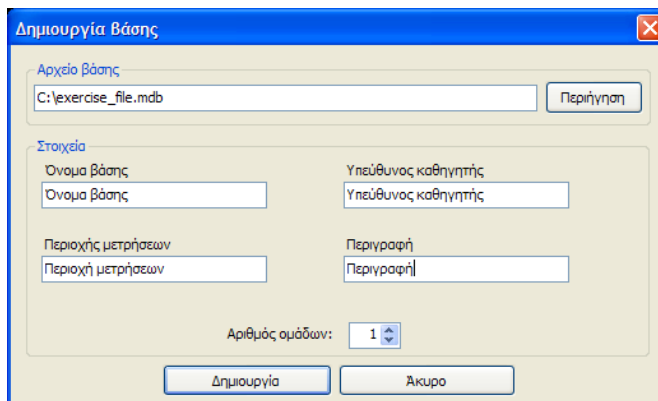 Δημιουργία Βάσης
Αρχείο βάσης
C:\exercise_file.mdb
Περιήγηση
Στοιχεία
Όνομα βάσης
Υπεύθυνος καθηγητής
Όνομα βάσης
Υπεύθυνος καθηγητής
Περιοχής μετρήσεων
Περιγραφή
Περιοχή μετρήσεων
Περιγραφή
Αριθμός ομάδων:
1
Δημιουργία
Άκυρο